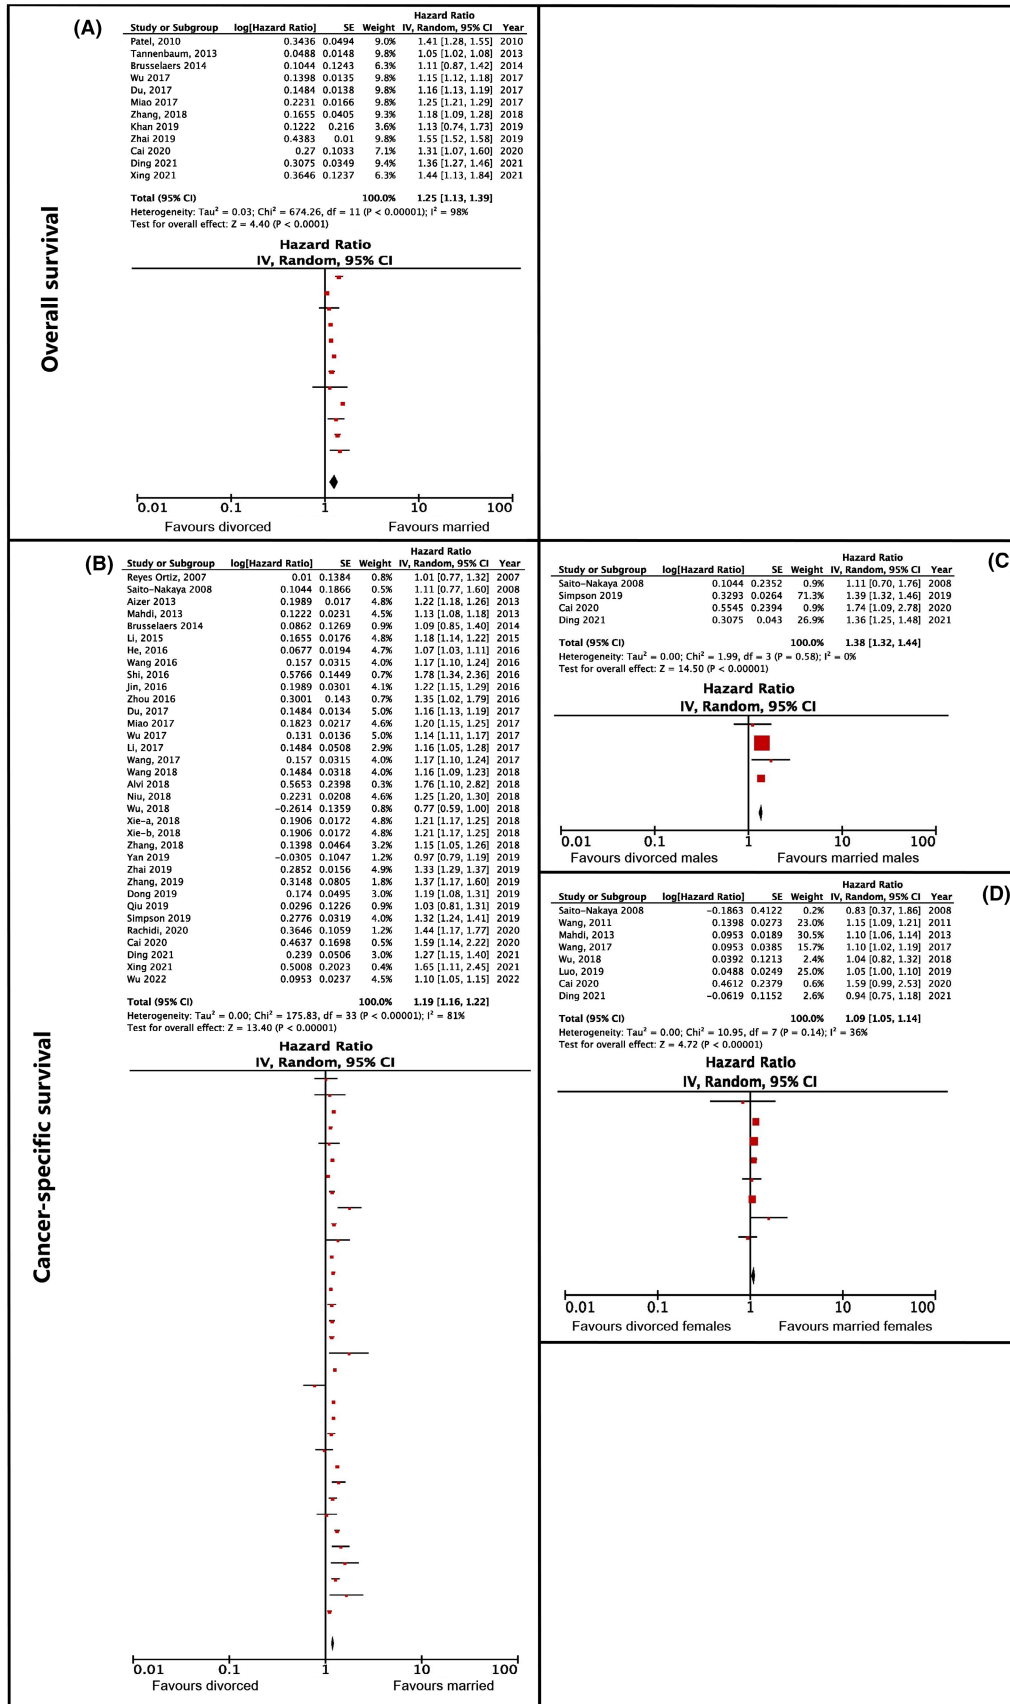 (A)
Hazard Ratio
Study or Subgroup log[Hazard Ratio] SE Weight IV, Random, 95% CI Year
Patel, 2010 0.3436 0.0494 9.0% 1.41 [1.28, 1.55] 2010
Tannenbaum, 2013 0.0488 0.0148 9.8% 1.05 [1.02, 1.08] 2013
Brusselaers 2014 0.1044 0.1243 6.3% 1.11 [0.87, 1.42] 2014
Wu 2017 0.1398 0.0135 9.8% 1.15 [1.12, 1.18] 2017
Du, 2017 0.1484 0.0138 9.8% 1.16 [1.13, 1.19] 2017
Miao 2017 0.2231 0.0166 9.8% 1.25 [1.21, 1.29] 2017
Zhang, 2018 0.1655 0.0405 9.3% 1.18 [1.09, 1.28] 2018
Khan 2019 0.1222 0.216 3.6% 1.13 [0.74, 1.73] 2019
Zhai 2019 0.4383 0.01 9.8% 1.55 [1.52, 1.58] 2019
Cai 2020 0.27 0.1033 7.1% 1.31 [1.07, 1.60] 2020
Ding 2021 0.3075 0.0349 9.4% 1.36 [1.27, 1.46] 2021
Xing 2021 0.3646 0.1237 6.3% 1.44 [1.13, 1.84] 2021
Total (95% CI) 100.0% 1.25 [1.13, 1.39]
Heterogeneity: Tau² = 0.03; Chi² = 674.26, df = 11 (P < 0.00001); I² = 98%
Test for overall effect: Z = 4.40 (P < 0.0001)
Hazard Ratio
IV, Random, 95% CI
0.01 0.1 1 10 100
Favours divorced Favours married
Overall survival
(B)
Hazard Ratio
Study or Subgroup log[Hazard Ratio] SE Weight IV, Random, 95% CI Year
Reyes Ortiz, 2007 0.01 0.1384 0.8% 1.01 [0.77, 1.32] 2007
Saito-Nakaya 2008 0.1044 0.1866 0.5% 1.11 [0.77, 1.60] 2008
Aizer 2013 0.1989 0.017 4.8% 1.22 [1.18, 1.26] 2013
Mahdi, 2013 0.1222 0.0231 4.5% 1.13 [1.08, 1.18] 2013
Brusselaers 2014 0.0862 0.1269 0.9% 1.09 [0.85, 1.40] 2014
Li, 2015 0.1655 0.0176 4.8% 1.18 [1.14, 1.22] 2015
He, 2016 0.0677 0.0194 4.7% 1.07 [1.03, 1.11] 2016
Wang 2016 0.157 0.0315 4.0% 1.17 [1.10, 1.24] 2016
Shi, 2016 0.5766 0.1449 0.7% 1.78 [1.34, 2.36] 2016
Jin, 2016 0.1989 0.0301 4.1% 1.22 [1.15, 1.29] 2016
Zhou 2016 0.3001 0.143 0.7% 1.35 [1.02, 1.79] 2016
Du, 2017 0.1484 0.0134 5.0% 1.16 [1.13, 1.19] 2017
Miao 2017 0.1823 0.0217 4.6% 1.20 [1.15, 1.25] 2017
Wu 2017 0.131 0.0136 5.0% 1.14 [1.11, 1.17] 2017
Li, 2017 0.1484 0.0508 2.9% 1.16 [1.05, 1.28] 2017
Wang, 2017 0.157 0.0315 4.0% 1.17 [1.10, 1.24] 2017
Wang 2018 0.1484 0.0318 4.0% 1.16 [1.09, 1.23] 2018
Alvi 2018 0.5653 0.2398 0.3% 1.76 [1.10, 2.82] 2018
Niu, 2018 0.2231 0.0208 4.6% 1.25 [1.20, 1.30] 2018
Wu, 2018 −0.2614 0.1359 0.8% 0.77 [0.59, 1.00] 2018
Xie-a, 2018 0.1906 0.0172 4.8% 1.21 [1.17, 1.25] 2018
Xie-b, 2018 0.1906 0.0172 4.8% 1.21 [1.17, 1.25] 2018
Zhang, 2018 0.1398 0.0464 3.2% 1.15 [1.05, 1.26] 2018
Yan 2019 −0.0305 0.1047 1.2% 0.97 [0.79, 1.19] 2019
Zhai 2019 0.2852 0.0156 4.9% 1.33 [1.29, 1.37] 2019
Zhang, 2019 0.3148 0.0805 1.8% 1.37 [1.17, 1.60] 2019
Dong 2019 0.174 0.0495 3.0% 1.19 [1.08, 1.31] 2019
Qiu 2019 0.0296 0.1226 0.9% 1.03 [0.81, 1.31] 2019
Simpson 2019 0.2776 0.0319 4.0% 1.32 [1.24, 1.41] 2019
Rachidi, 2020 0.3646 0.1059 1.2% 1.44 [1.17, 1.77] 2020
Cai 2020 0.4637 0.1698 0.5% 1.59 [1.14, 2.22] 2020
Ding 2021 0.239 0.0506 3.0% 1.27 [1.15, 1.40] 2021
Xing 2021 0.5008 0.2023 0.4% 1.65 [1.11, 2.45] 2021
Wu 2022 0.0953 0.0237 4.5% 1.10 [1.05, 1.15] 2022
Total (95% CI) 100.0% 1.19 [1.16, 1.22]
Heterogeneity: Tau² = 0.00; Chi² = 175.83, df = 33 (P < 0.00001); I² = 81%
Test for overall effect: Z = 13.40 (P < 0.00001)
Hazard Ratio
IV, Random, 95% CI
0.01 0.1 1 10 100
Favours divorced Favours married
Cancer-specific survival
(C)
Hazard Ratio
Study or Subgroup log[Hazard Ratio] SE Weight IV, Random, 95% CI Year
Saito-Nakaya 2008 0.1044 0.2352 0.9% 1.11 [0.70, 1.76] 2008
Simpson 2019 0.3293 0.0264 71.3% 1.39 [1.32, 1.46] 2019
Cai 2020 0.5545 0.2394 0.9% 1.74 [1.09, 2.78] 2020
Ding 2021 0.3075 0.043 26.9% 1.36 [1.25, 1.48] 2021
Total (95% CI) 100.0% 1.38 [1.32, 1.44]
Heterogeneity: Tau² = 0.00; Chi² = 1.99, df = 3 (P = 0.58); I² = 0%
Test for overall effect: Z = 14.50 (P < 0.00001)
Hazard Ratio
IV, Random, 95% CI
0.01 0.1 1 10 100
Favours divorced males Favours married males
(D)
Hazard Ratio
Study or Subgroup log[Hazard Ratio] SE Weight IV, Random, 95% CI Year
Saito-Nakaya 2008 −0.1863 0.4122 0.2% 0.83 [0.37, 1.86] 2008
Wang, 2011 0.1398 0.0273 23.0% 1.15 [1.09, 1.21] 2011
Mahdi, 2013 0.0953 0.0189 30.5% 1.10 [1.06, 1.14] 2013
Wang, 2017 0.0953 0.0385 15.7% 1.10 [1.02, 1.19] 2017
Wu, 2018 0.0392 0.1213 2.4% 1.04 [0.82, 1.32] 2018
Luo, 2019 0.0488 0.0249 25.0% 1.05 [1.00, 1.10] 2019
Cai 2020 0.4612 0.2379 0.6% 1.59 [0.99, 2.53] 2020
Ding 2021 −0.0619 0.1152 2.6% 0.94 [0.75, 1.18] 2021
Total (95% CI) 100.0% 1.09 [1.05, 1.14]
Heterogeneity: Tau² = 0.00; Chi² = 10.95, df = 7 (P = 0.14); I² = 36%
Test for overall effect: Z = 4.72 (P < 0.00001)
Hazard Ratio
IV, Random, 95% CI
0.01 0.1 1 10 100
Favours divorced females Favours married females